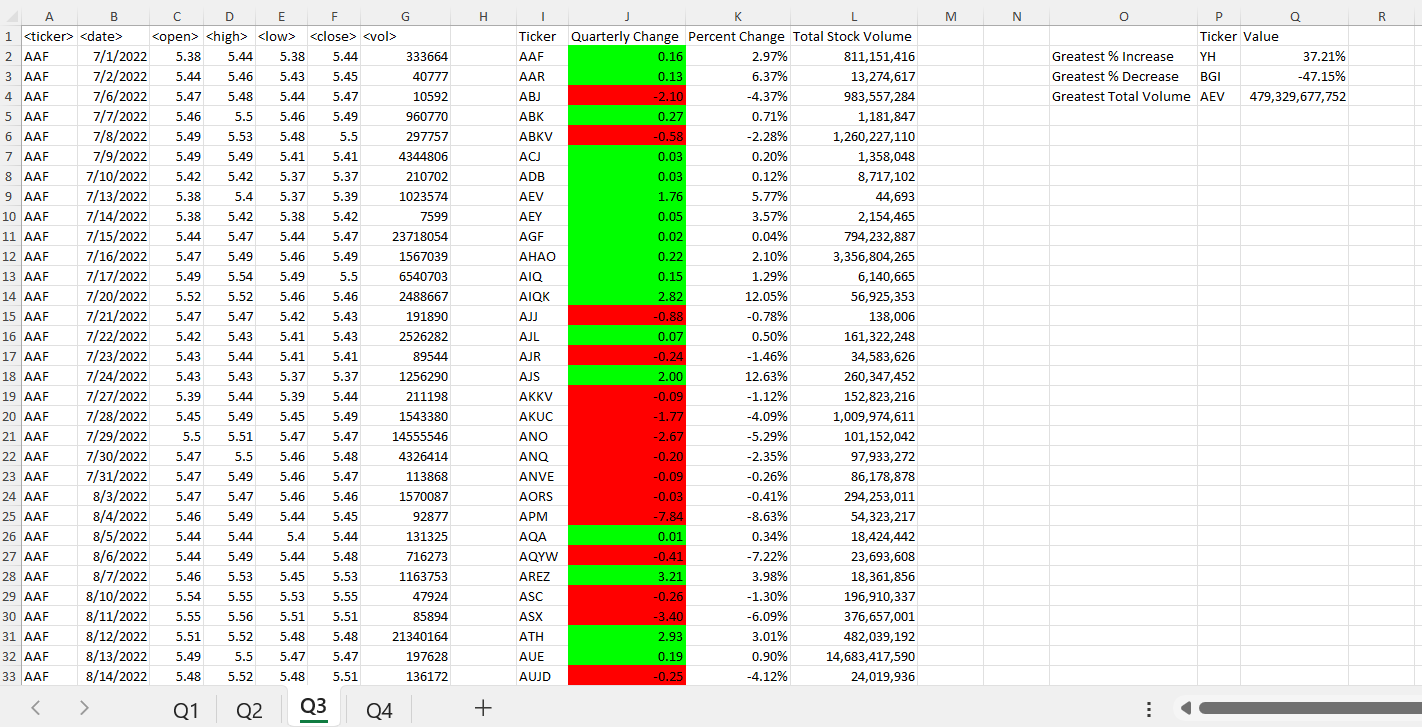 A B C D E F G H I J K L M N O P Q R
1 <ticker> <date> <open> <high> <low> <close> <vol> Ticker Quarterly Change Percent Change Total Stock Volume Ticker Value
2 AAF 7/1/2022 5.38 5.44 5.38 5.44 333664 AAF 0.16 2.97% 811,151,416 Greatest % Increase YH 37.21%
3 AAF 7/2/2022 5.44 5.46 5.43 5.45 40777 AAR 0.13 6.37% 13,274,617 Greatest % Decrease BGI -47.15%
4 AAF 7/6/2022 5.47 5.48 5.44 5.47 10592 ABJ -2.10 -4.37% 983,557,284 Greatest Total Volume AEV 479,329,677,752
5 AAF 7/7/2022 5.46 5.5 5.46 5.49 960770 ABK 0.27 0.71% 1,181,847
6 AAF 7/8/2022 5.49 5.53 5.48 5.5 297757 ABKV -0.58 -2.28% 1,260,227,110
7 AAF 7/9/2022 5.49 5.49 5.41 5.41 4344806 ACJ 0.03 0.20% 1,358,048
8 AAF 7/10/2022 5.42 5.42 5.37 5.37 210702 ADB 0.03 0.12% 8,717,102
9 AAF 7/13/2022 5.38 5.4 5.37 5.39 1023574 AEV 1.76 5.77% 44,693
10 AAF 7/14/2022 5.38 5.42 5.38 5.42 7599 AEY 0.05 3.57% 2,154,465
11 AAF 7/15/2022 5.44 5.47 5.44 5.47 23718054 AGF 0.02 0.04% 794,232,887
12 AAF 7/16/2022 5.47 5.49 5.46 5.49 1567039 AHAO 0.22 2.10% 3,356,804,265
13 AAF 7/17/2022 5.49 5.54 5.49 5.5 6540703 AIQ 0.15 1.29% 6,140,665
14 AAF 7/20/2022 5.52 5.52 5.46 5.46 2488667 AIQK 2.82 12.05% 56,925,353
15 AAF 7/21/2022 5.47 5.47 5.42 5.43 191890 AJJ -0.88 -0.78% 138,006
16 AAF 7/22/2022 5.42 5.43 5.41 5.43 2526282 AJL 0.07 0.50% 161,322,248
17 AAF 7/23/2022 5.43 5.44 5.41 5.41 89544 AJR -0.24 -1.46% 34,583,626
18 AAF 7/24/2022 5.43 5.43 5.37 5.37 1256290 AJS 2.00 12.63% 260,347,452
19 AAF 7/27/2022 5.39 5.44 5.39 5.44 211198 AKKV -0.09 -1.12% 152,823,216
20 AAF 7/28/2022 5.45 5.49 5.45 5.49 1543380 AKUC -1.77 -4.09% 1,009,974,611
21 AAF 7/29/2022 5.5 5.51 5.47 5.47 14555546 ANO -2.67 -5.29% 101,152,042
22 AAF 7/30/2022 5.47 5.5 5.46 5.48 4326414 ANQ -0.20 -2.35% 97,933,272
23 AAF 7/31/2022 5.47 5.49 5.46 5.47 113868 ANVE -0.09 -0.26% 86,178,878
24 AAF 8/3/2022 5.47 5.47 5.46 5.46 1570087 AORS -0.03 -0.41% 294,253,011
25 AAF 8/4/2022 5.46 5.49 5.44 5.45 92877 APM -7.84 -8.63% 54,323,217
26 AAF 8/5/2022 5.44 5.44 5.4 5.44 131325 AQA 0.01 0.34% 18,424,442
27 AAF 8/6/2022 5.44 5.49 5.44 5.48 716273 AQYW -0.41 -7.22% 23,693,608
28 AAF 8/7/2022 5.46 5.53 5.45 5.53 1163753 AREZ 3.21 3.98% 18,361,856
29 AAF 8/10/2022 5.54 5.55 5.53 5.55 47924 ASC -0.26 -1.30% 196,910,337
30 AAF 8/11/2022 5.55 5.56 5.51 5.51 85894 ASX -3.40 -6.09% 376,657,001
31 AAF 8/12/2022 5.51 5.52 5.48 5.48 21340164 ATH 2.93 3.01% 482,039,192
32 AAF 8/13/2022 5.49 5.5 5.47 5.47 197628 AUE 0.19 0.90% 14,683,417,590
33 AAF 8/14/2022 5.48 5.52 5.48 5.51 136172 AUJD -0.25 -4.12% 24,019,936
Q1 Q2 Q3 Q4